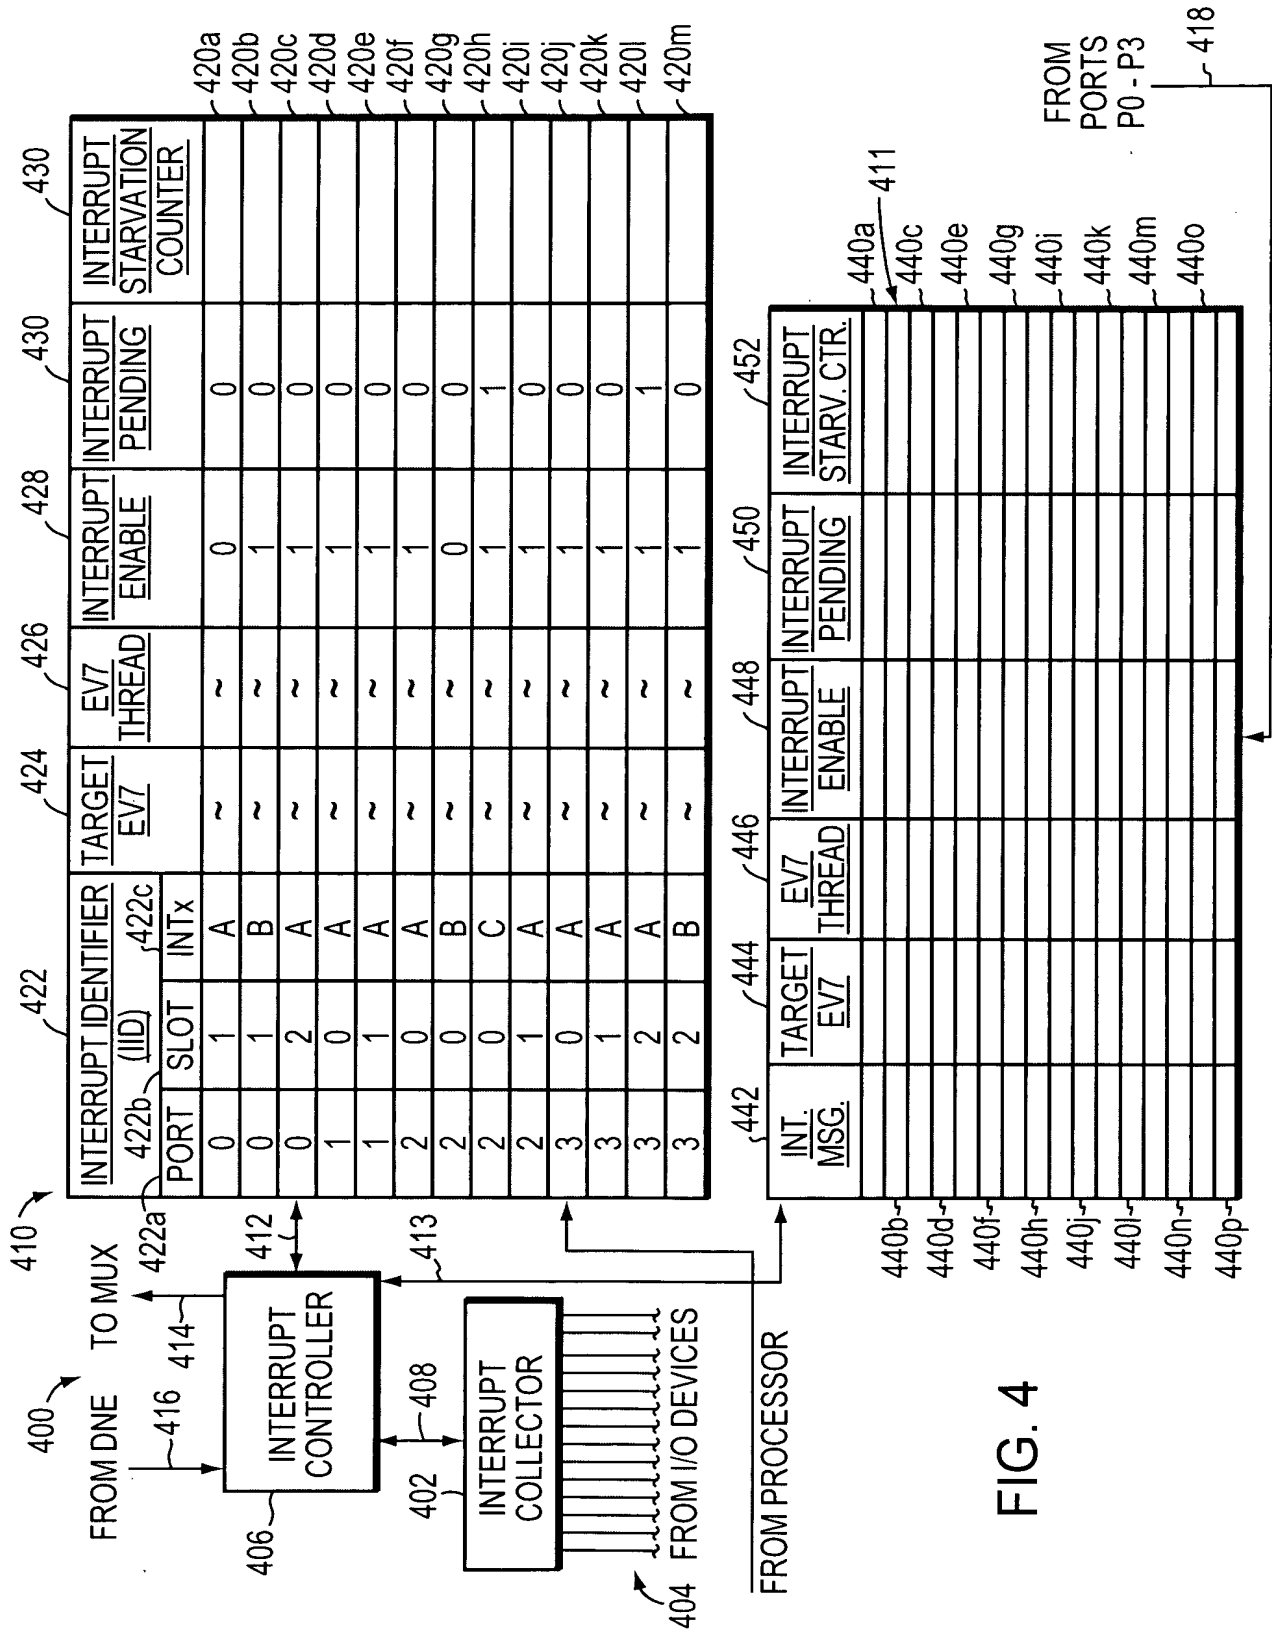 400
FROM DNE
TO MUX
416
414
406
INTERRUPT
CONTROLLER
412
413
408
402
INTERRUPT
COLLECTOR
404
FROM I/O DEVICES
FROM PROCESSOR
410
422 424 426 428 430 430
INTERRUPT IDENTIFIER
(IID)
TARGET
EV7
EV7
THREAD
INTERRUPT
ENABLE
INTERRUPT
PENDING
INTERRUPT
STARVATION
COUNTER
422a 422b 422c
PORT SLOT INTx
0 1 A ~ ~ 0 0 420a
0 1 B ~ ~ 1 0 420b
0 2 A ~ ~ 1 0 420c
1 0 A ~ ~ 1 0 420d
1 1 A ~ ~ 1 0 420e
2 0 A ~ ~ 1 0 420f
2 0 B ~ ~ 0 0 420g
2 0 C ~ ~ 1 1 420h
2 1 A ~ ~ 1 0 420i
3 0 A ~ ~ 1 0 420j
3 1 A ~ ~ 1 0 420k
3 2 A ~ ~ 1 1 420l
3 2 B ~ ~ 1 0 420m
442 444 446 448 450 452
INT.
MSG.
TARGET
EV7
EV7
THREAD
INTERRUPT
ENABLE
INTERRUPT
PENDING
INTERRUPT
STARV. CTR.
411
440a
440b
440c
440d
440e
440f
440g
440h
440i
440j
440k
440l
440m
440n
440o
440p
FROM
PORTS
P0 - P3
418
FIG. 4